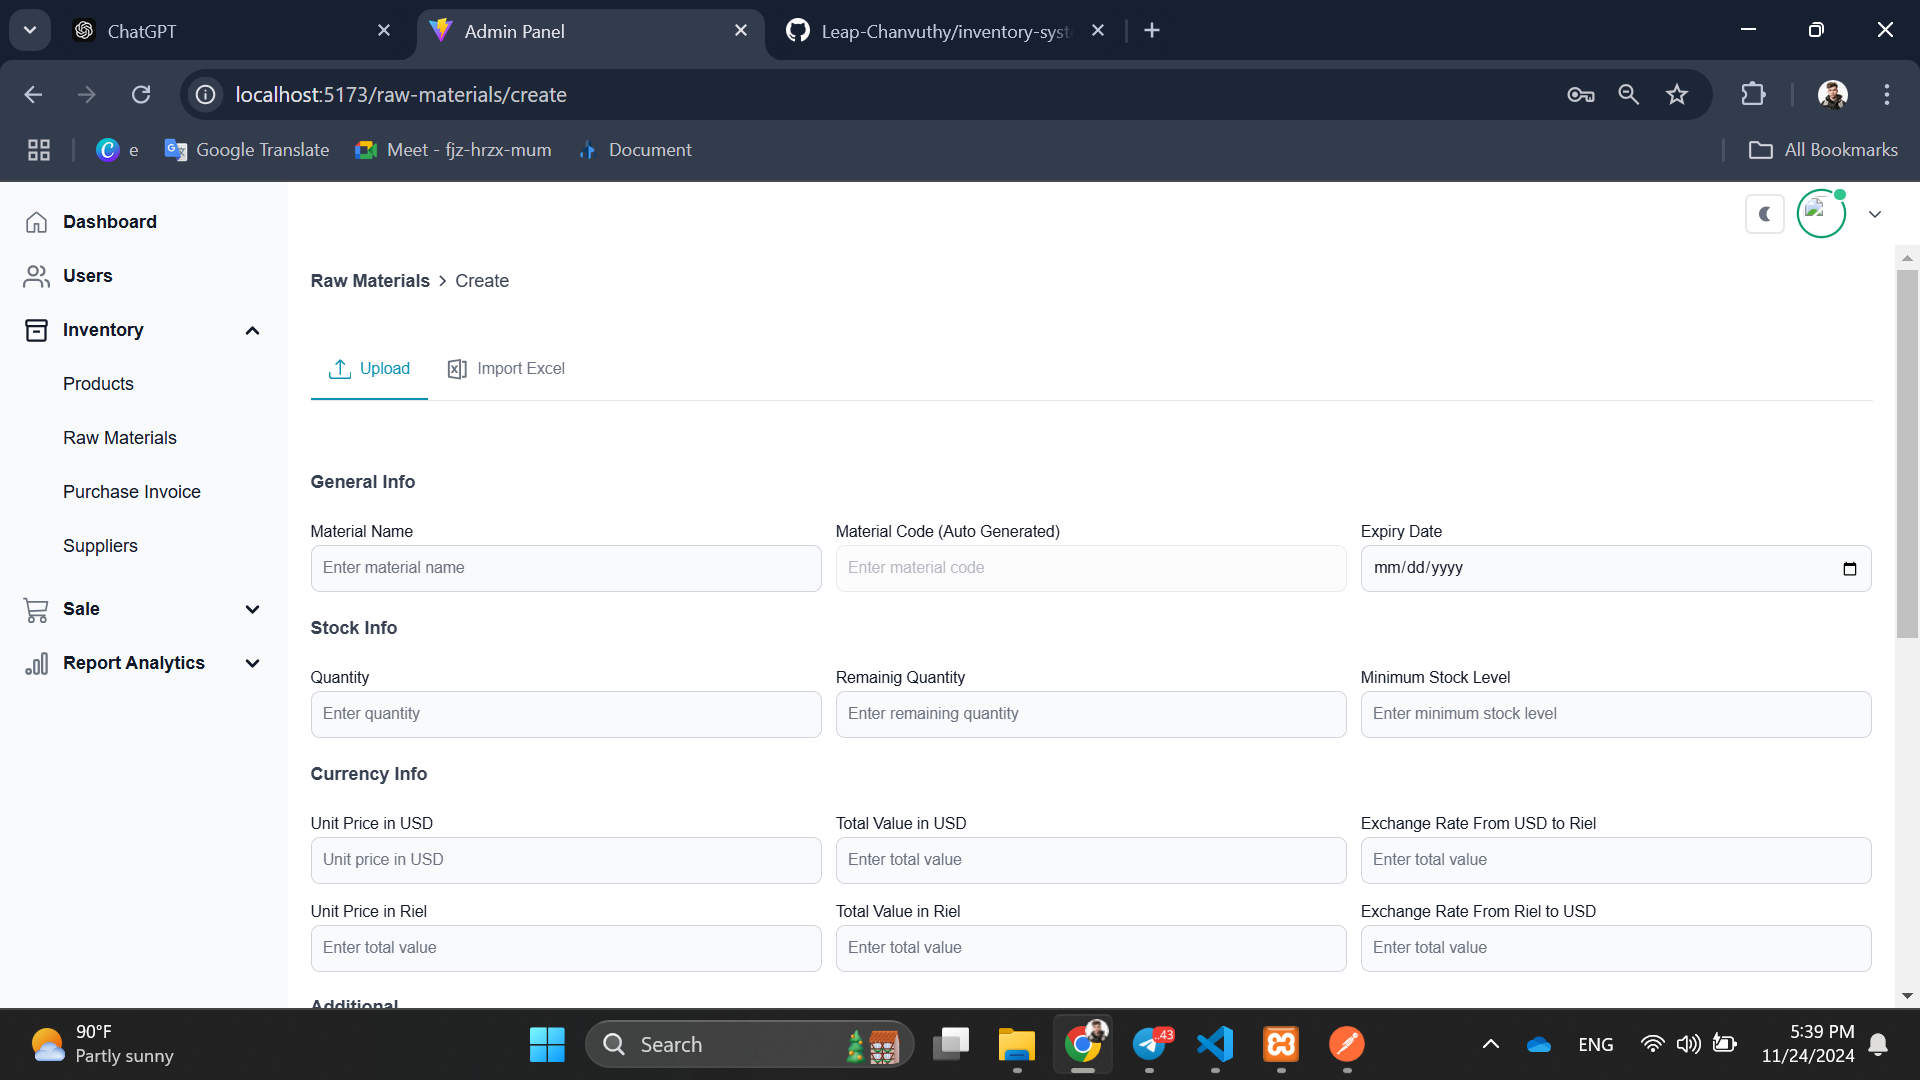 ChatGPT
Admin Panel
Leap-Chanvuthy/inventory-syst
localhost:5173/raw-materials/create
e
Google Translate
Meet - fjz-hrzx-mum
Document
All Bookmarks
Dashboard
Users
Inventory
Products
Raw Materials
Purchase Invoice
Suppliers
Sale
Report Analytics
Raw Materials > Create
Upload
Import Excel
General Info
Material Name
Material Code (Auto Generated)
Expiry Date
Enter material name
Enter material code
mm/dd/yyyy
Stock Info
Quantity
Remainig Quantity
Minimum Stock Level
Enter quantity
Enter remaining quantity
Enter minimum stock level
Currency Info
Unit Price in USD
Total Value in USD
Exchange Rate From USD to Riel
Unit price in USD
Enter total value
Enter total value
Unit Price in Riel
Total Value in Riel
Exchange Rate From Riel to USD
Enter total value
Enter total value
Enter total value
Additional
90°F
Partly sunny
Search
..43
ENG
5:39 PM
11/24/2024